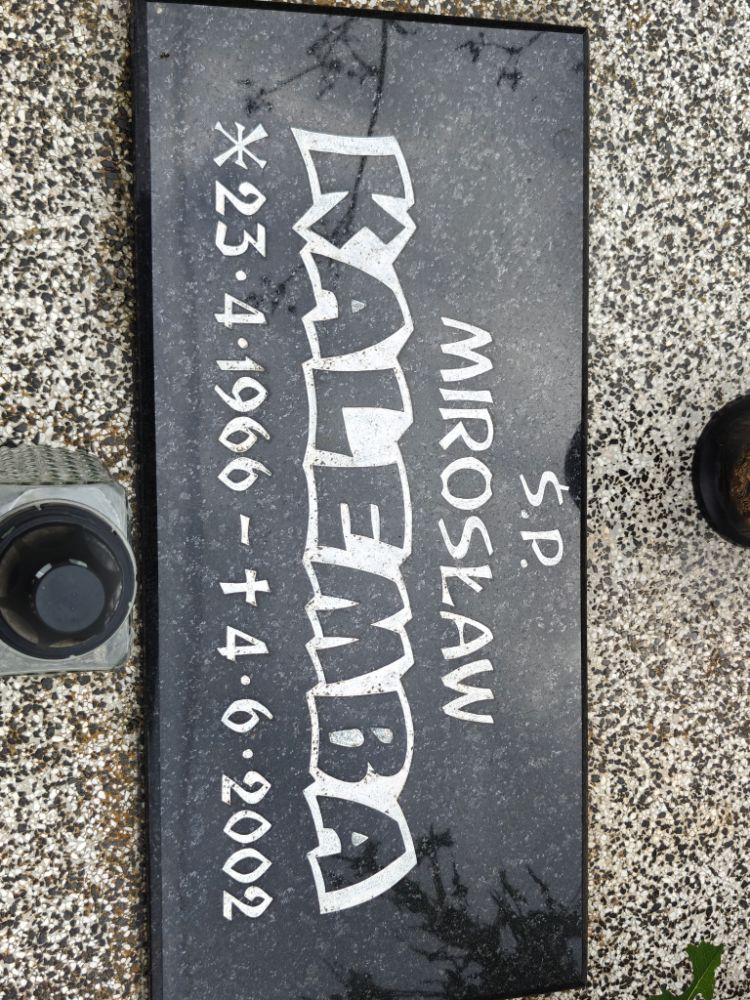 Ś.P.
MIROSŁAW
KALEMBA
*23.4.1966-+4.6.2002